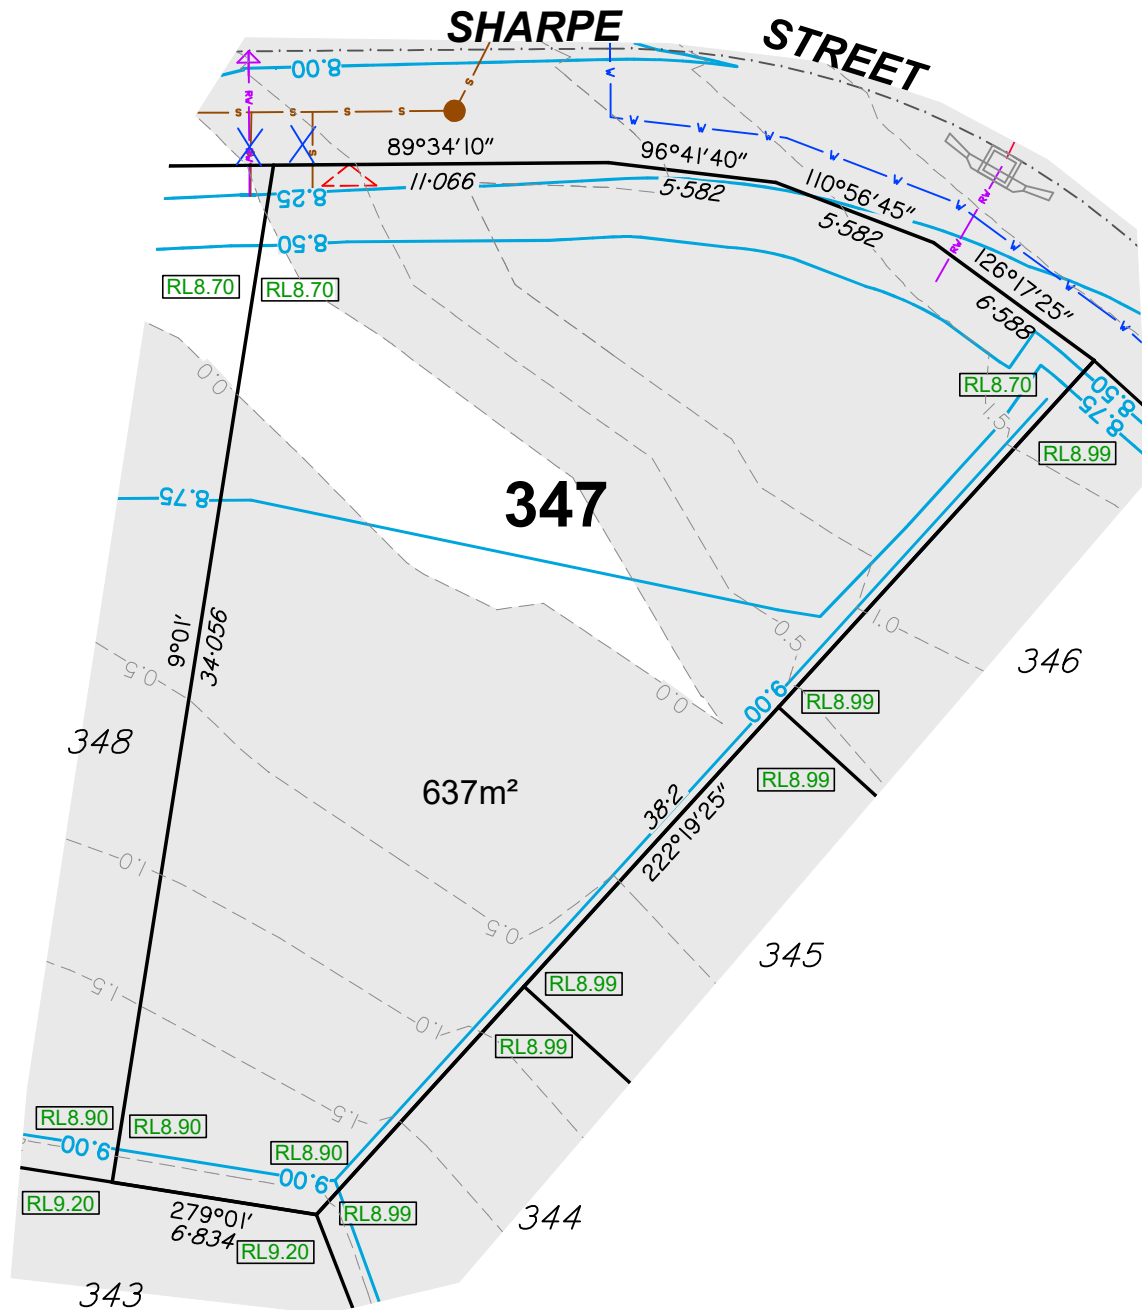 SHARPE STREET
8.00
S S S S S
RV
RV
W W W W W W W W W W
89°34'10"
11·066
96°41'40"
5·582
110°56'45"
5·582
RW
RW
126°17'25"
6·588
8.25
8.50
RL8.70
RL8.70
RL8.70
8.50
8.75
1.5
RL8.99
0.0
8.75
347
9°01'
34·056
0.5
1.0
346
0.5
0.0
9.00
RL8.99
348
637m²
RL8.99
38·2
222°19'25"
1.0
0.5
345
1.5
RL8.99
1.0
RL8.99
1.5
RL8.90
RL8.90
9.00
RL8.90
9.00
RL9.20
279°01'
6·834
RL8.99
RL9.20
344
343